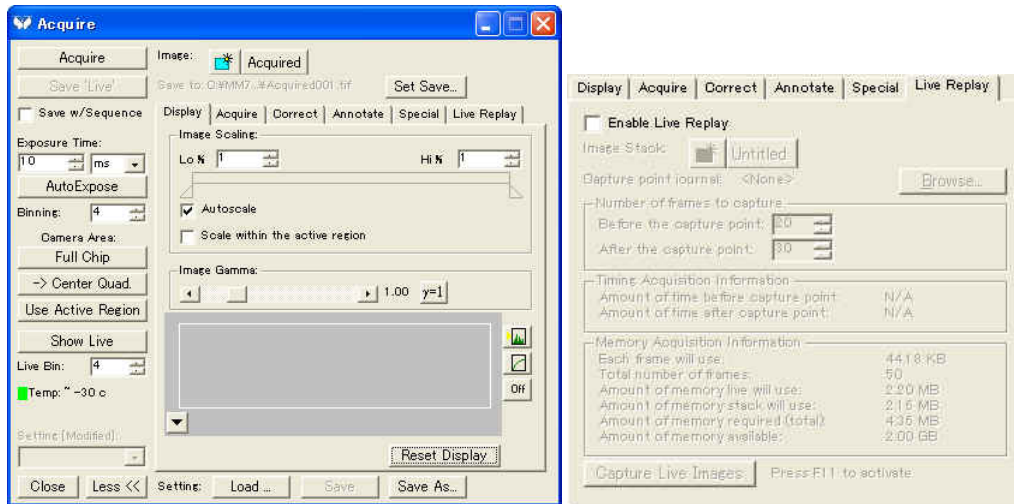 Acquire
Acquire
Image:
Acquired
Save 'Live'
Save to: C:¥MM7...¥Acquired001.tif
Set Save...
Save w/Sequence
Display Acquire Correct Annotate Special Live Replay
Exposure Time:
10 ms
AutoExpose
Binning: 4
Camera Area:
Full Chip
-> Center Quad.
Use Active Region
Show Live
Live Bin: 4
Temp: ~ -30 c
Setting [Modified]:
Image Scaling:
Lo % 1
Hi % 1
Autoscale
Scale within the active region
Image Gamma:
1.00 y=1
Off
Reset Display
Close Less << Setting: Load ... Save Save As...
Display Acquire Correct Annotate Special Live Replay
Enable Live Replay
Image Stack: Untitled
Capture point journal: <None>
Browse...
Number of frames to capture
Before the capture point: 20
After the capture point: 30
Timing Acquisition Information
Amount of time before capture point: N/A
Amount of time after capture point: N/A
Memory Acquisition Information
Each frame will use: 44.18 KB
Total number of frames: 50
Amount of memory live will use: 2.20 MB
Amount of memory stack will use: 2.16 MB
Amount of memory required (total): 4.36 MB
Amount of memory available: 2.00 GB
Capture Live Images Press F11 to activate